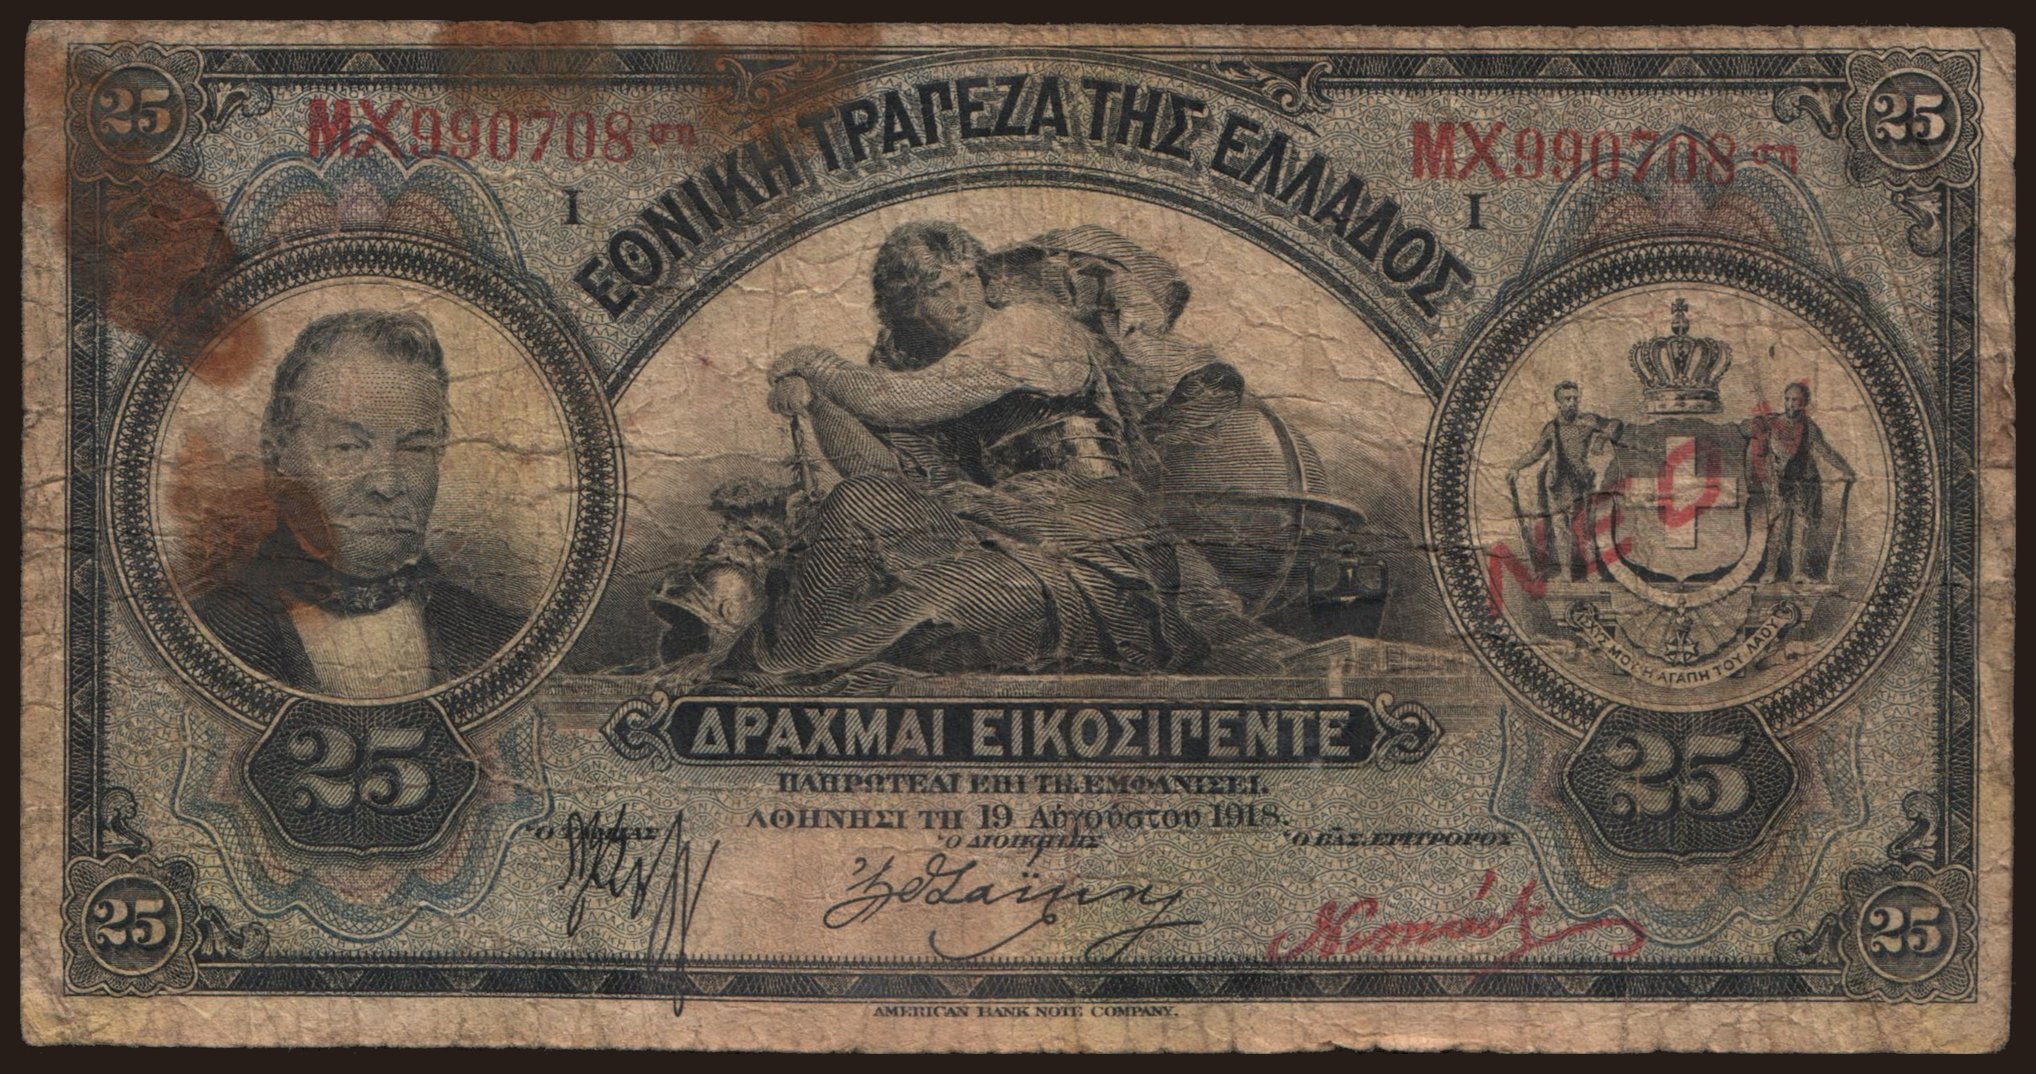 25
25
ΜΧ990708 στη
ΜΧ990708 στη
Ι
Ι
ΕΘΝΙΚΗ ΤΡΑΠΕΖΑ ΤΗΣ ΕΛΛΑΔΟΣ
ΝΕΟΝ
ΙΣΧΥΣ ΜΟΥ Η ΑΓΑΠΗ ΤΟΥ ΛΑΟΥ
25
ΔΡΑΧΜΑΙ ΕΙΚΟΣΙΠΕΝΤΕ
25
ΠΛΗΡΩΤΕΑΙ ΕΠΙ ΤΗ ΕΜΦΑΝΙΣΕΙ.
ΑΘΗΝΗΣΙ ΤΗ 19 Αὐγούστου 1918.
Ὁ ΤΑΜΙΑΣ
Ὁ ΔΙΟΙΚΗΤΗΣ
Ὁ ΒΑΣ. ΕΠΙΤΡΟΠΟΣ
25
25
AMERICAN BANK NOTE COMPANY.